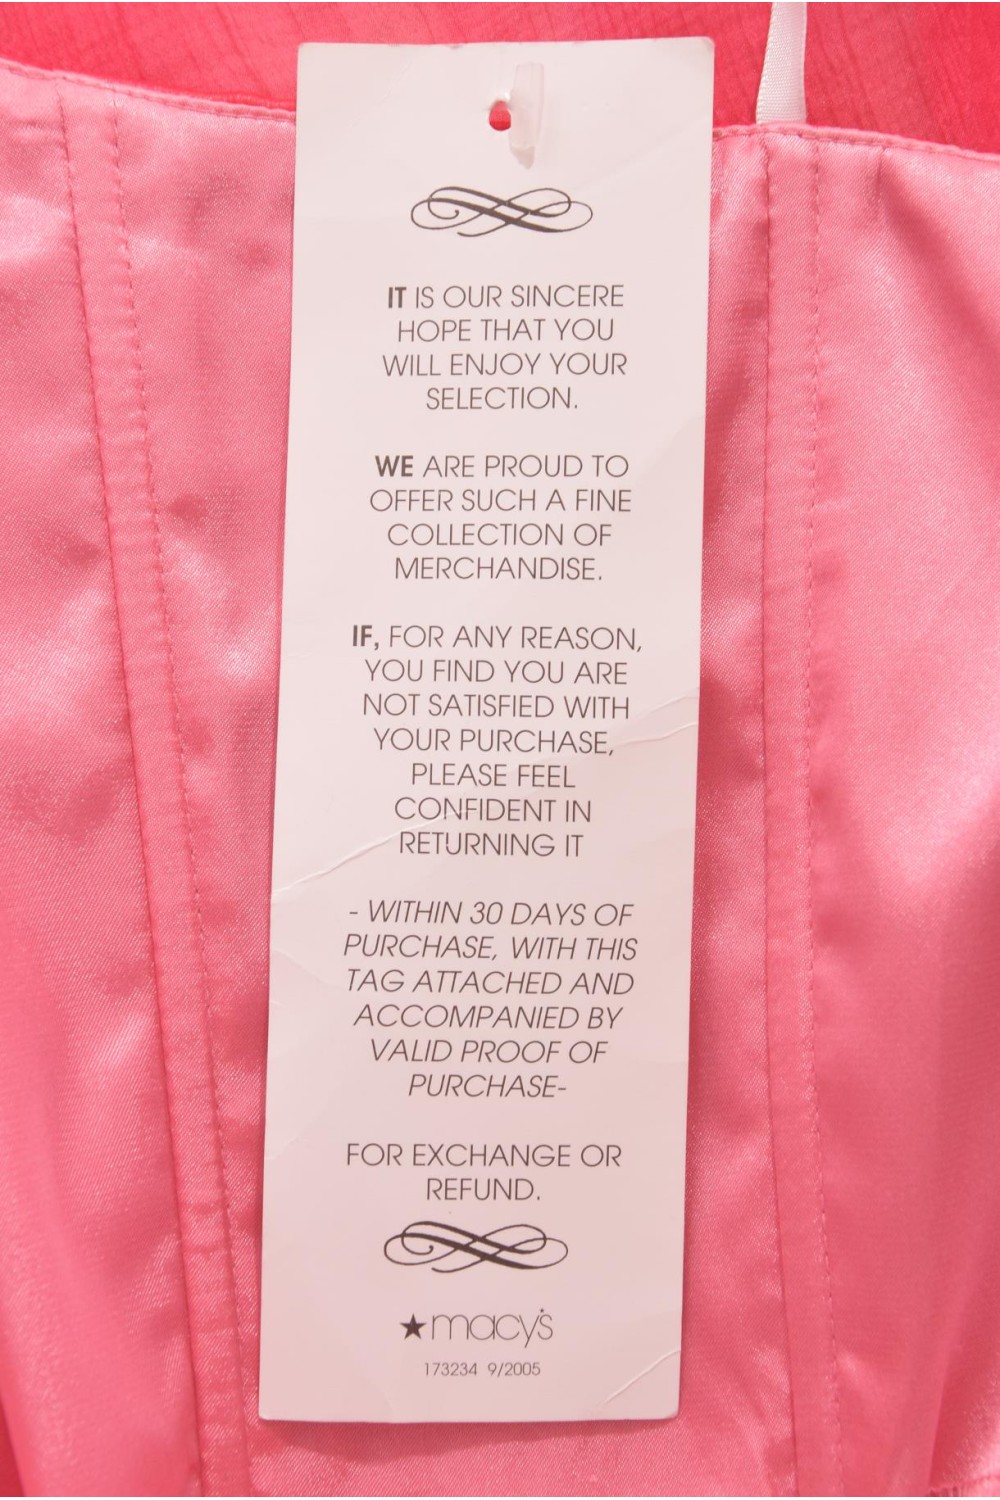 IT IS OUR SINCERE
HOPE THAT YOU
WILL ENJOY YOUR
SELECTION.
WE ARE PROUD TO
OFFER SUCH A FINE
COLLECTION OF
MERCHANDISE.
IF, FOR ANY REASON,
YOU FIND YOU ARE
NOT SATISFIED WITH
YOUR PURCHASE,
PLEASE FEEL
CONFIDENT IN
RETURNING IT
- WITHIN 30 DAYS OF
PURCHASE, WITH THIS
TAG ATTACHED AND
ACCOMPANIED BY
VALID PROOF OF
PURCHASE-
FOR EXCHANGE OR
REFUND.
★macy's
173234 9/2005